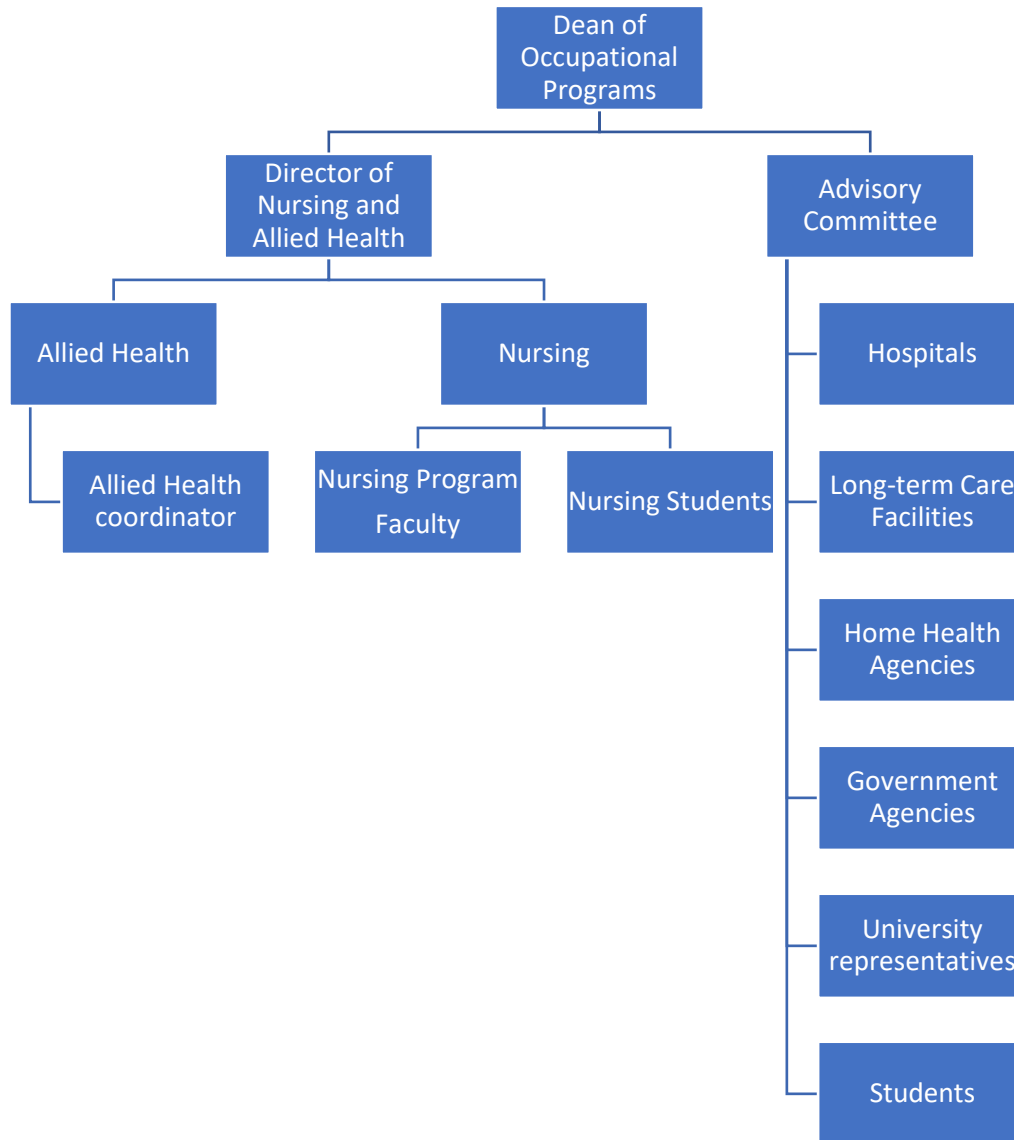 Dean of
Occupational
Programs
Director of
Nursing and
Allied Health
Advisory
Committee
Allied Health
Nursing
Hospitals
Allied Health
coordinator
Nursing Program
Faculty
Nursing Students
Long-term Care
Facilities
Home Health
Agencies
Government
Agencies
University
representatives
Students